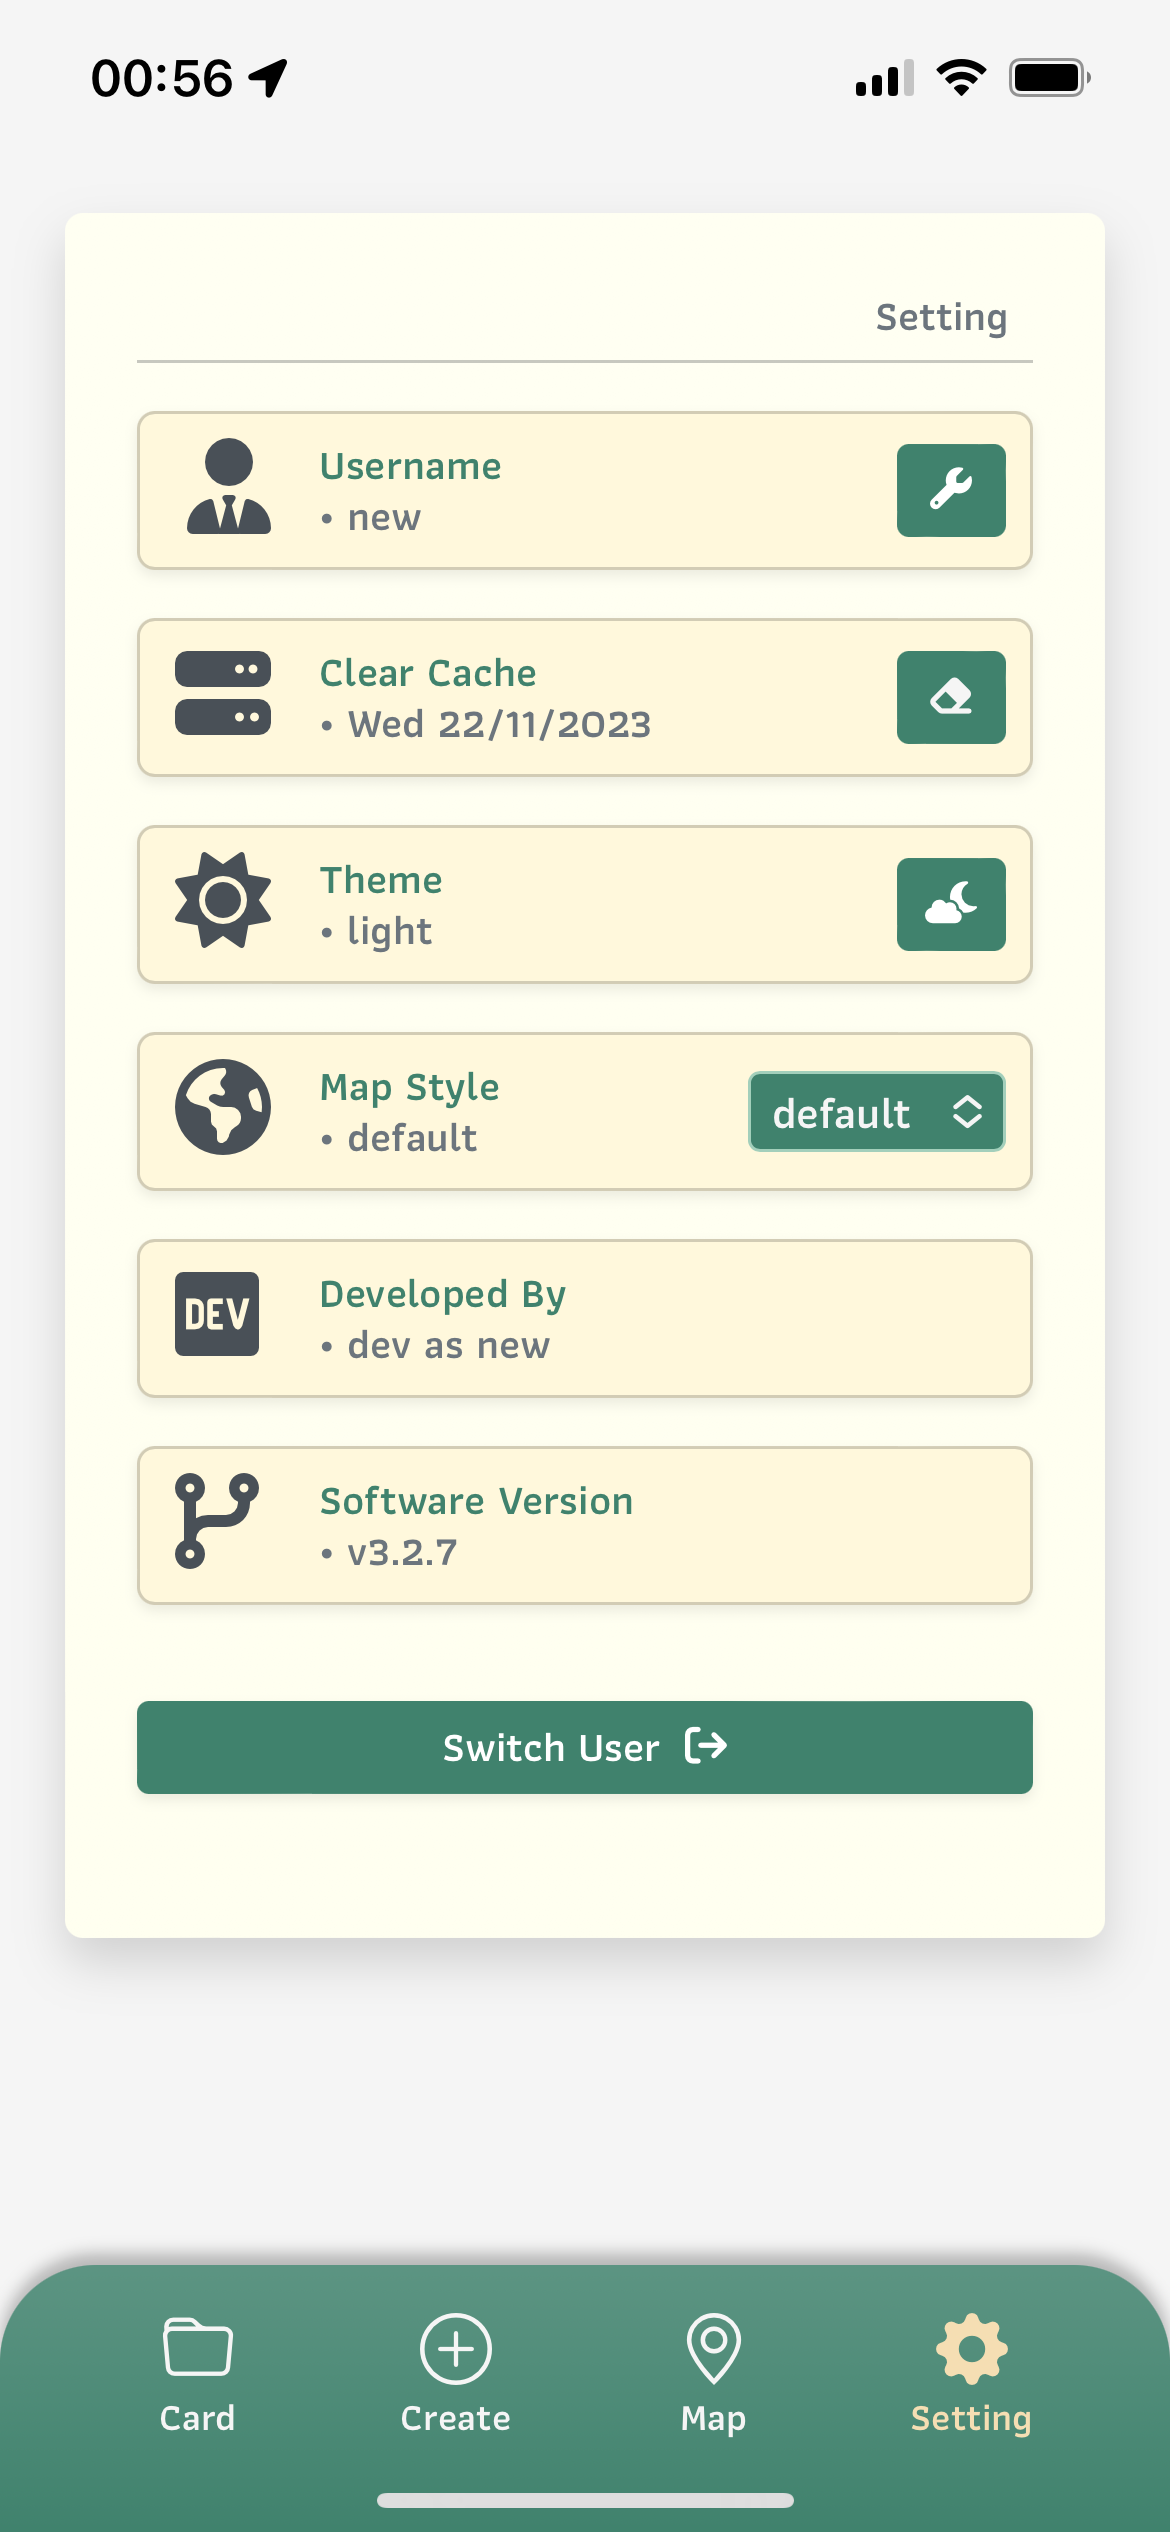 00:56
Setting
Username
• new
Clear Cache
• Wed 22/11/2023
Theme
• light
Map Style
• default
default
DEV
Developed By
• dev as new
Software Version
• v3.2.7
Switch User
Card
Create
Map
Setting